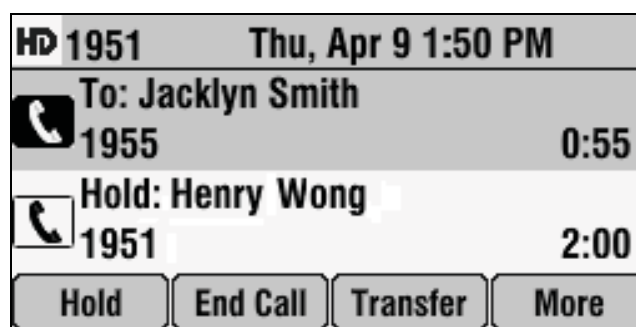 HD 1951 Thu, Apr 9 1:50 PM
To: Jacklyn Smith
1955 0:55
Hold: Henry Wong
1951 2:00
Hold End Call Transfer More